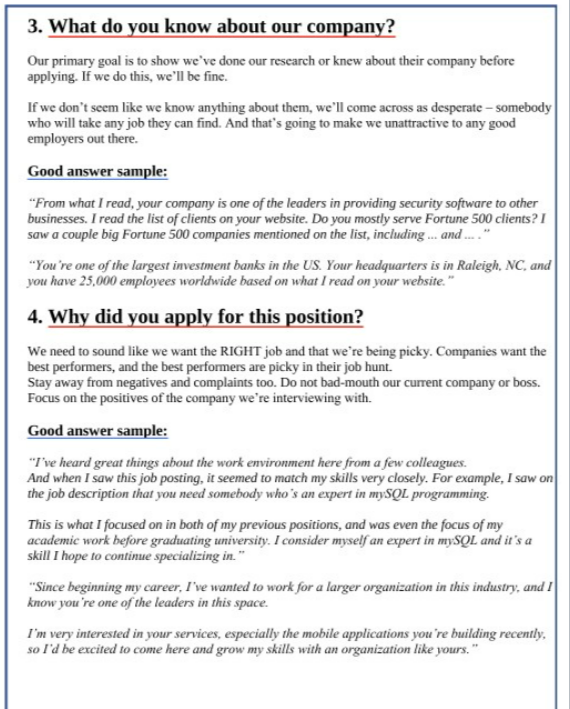 3. What do you know about our company?
Our primary goal is to show we've done our research or knew about their company before
applying. If we do this, we'll be fine.
If we don't seem like we know anything about them, we'll come across as desperate – somebody
who will take any job they can find. And that's going to make we unattractive to any good
employers out there.
Good answer sample:
“From what I read, your company is one of the leaders in providing security software to other
businesses. I read the list of clients on your website. Do you mostly serve Fortune 500 clients? I
saw a couple big Fortune 500 companies mentioned on the list, including ... and ... .”
“You're one of the largest investment banks in the US. Your headquarters is in Raleigh, NC, and
you have 25,000 employees worldwide based on what I read on your website.”
4. Why did you apply for this position?
We need to sound like we want the RIGHT job and that we're being picky. Companies want the
best performers, and the best performers are picky in their job hunt.
Stay away from negatives and complaints too. Do not bad-mouth our current company or boss.
Focus on the positives of the company we're interviewing with.
Good answer sample:
“I've heard great things about the work environment here from a few colleagues.
And when I saw this job posting, it seemed to match my skills very closely. For example, I saw on
the job description that you need somebody who's an expert in mySQL programming.
This is what I focused on in both of my previous positions, and was even the focus of my
academic work before graduating university. I consider myself an expert in mySQL and it's a
skill I hope to continue specializing in.”
“Since beginning my career, I've wanted to work for a larger organization in this industry, and I
know you're one of the leaders in this space.
I'm very interested in your services, especially the mobile applications you're building recently,
so I'd be excited to come here and grow my skills with an organization like yours.”